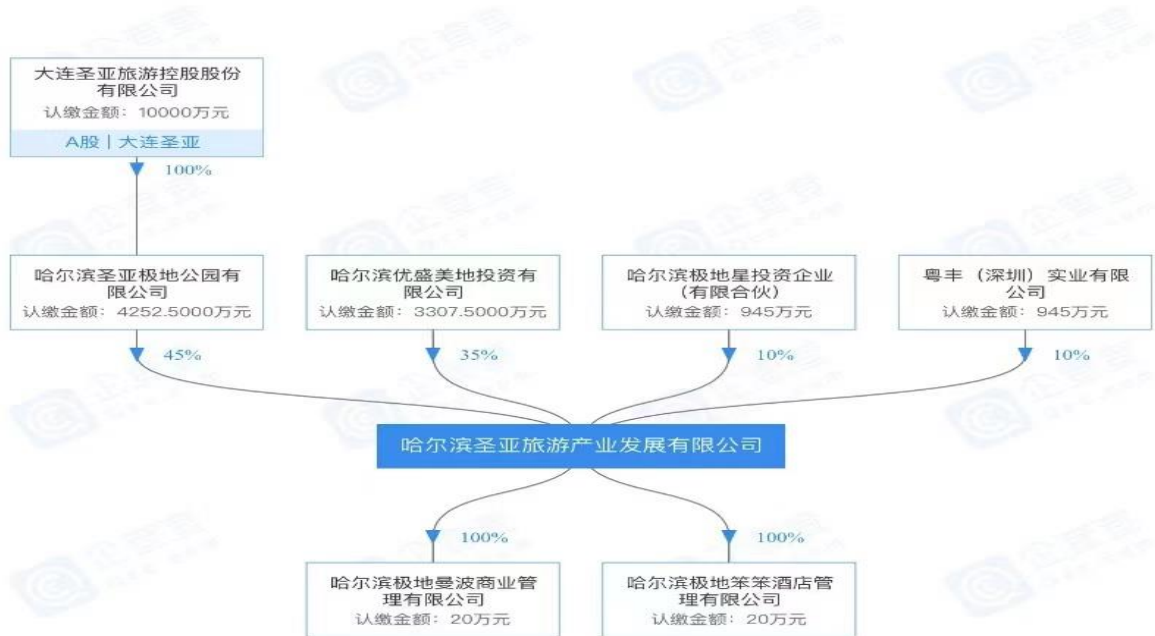 大连圣亚旅游控股股份
有限公司
认缴金额：10000万元
A股｜大连圣亚
100%
哈尔滨圣亚极地公园有
限公司
认缴金额：4252.5000万元
哈尔滨优盛美地投资有
限公司
认缴金额：3307.5000万元
哈尔滨极地星投资企业
（有限合伙）
认缴金额：945万元
粤丰（深圳）实业有限
公司
认缴金额：945万元
45%
35%
10%
10%
哈尔滨圣亚旅游产业发展有限公司
100%
100%
哈尔滨极地曼波商业管
理有限公司
认缴金额：20万元
哈尔滨极地笨笨酒店管
理有限公司
认缴金额：20万元